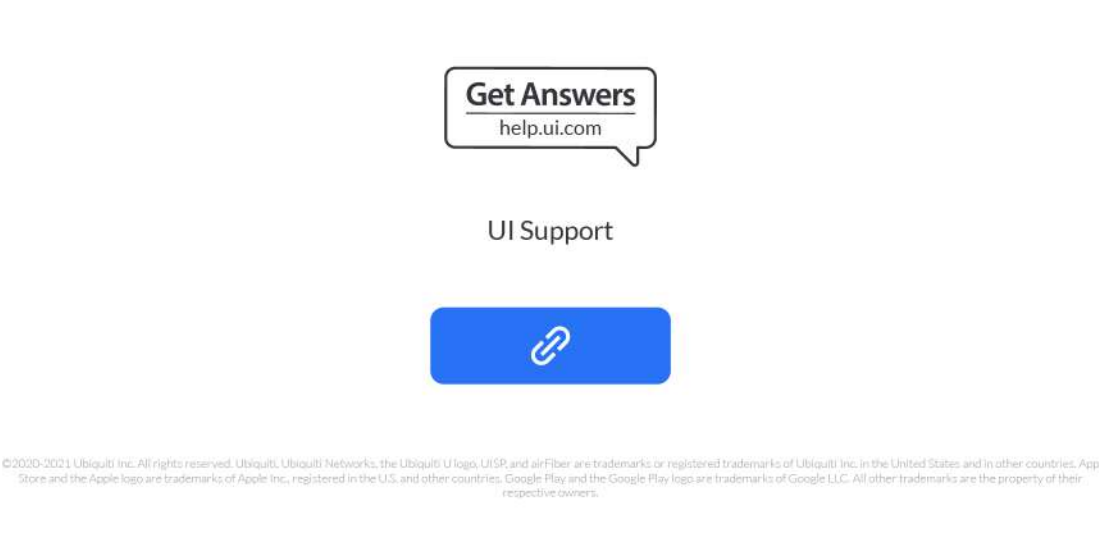 Get Answers
help.ui.com
UI Support
©2020-2021 Ubiquiti Inc. All rights reserved. Ubiquiti, Ubiquiti Networks, the Ubiquiti U logo, UISP, and airFiber are trademarks or registered trademarks of Ubiquiti Inc. in the United States and in other countries. App
Store and the Apple logo are trademarks of Apple Inc., registered in the U.S. and other countries. Google Play and the Google Play logo are trademarks of Google LLC. All other trademarks are the property of their
respective owners.